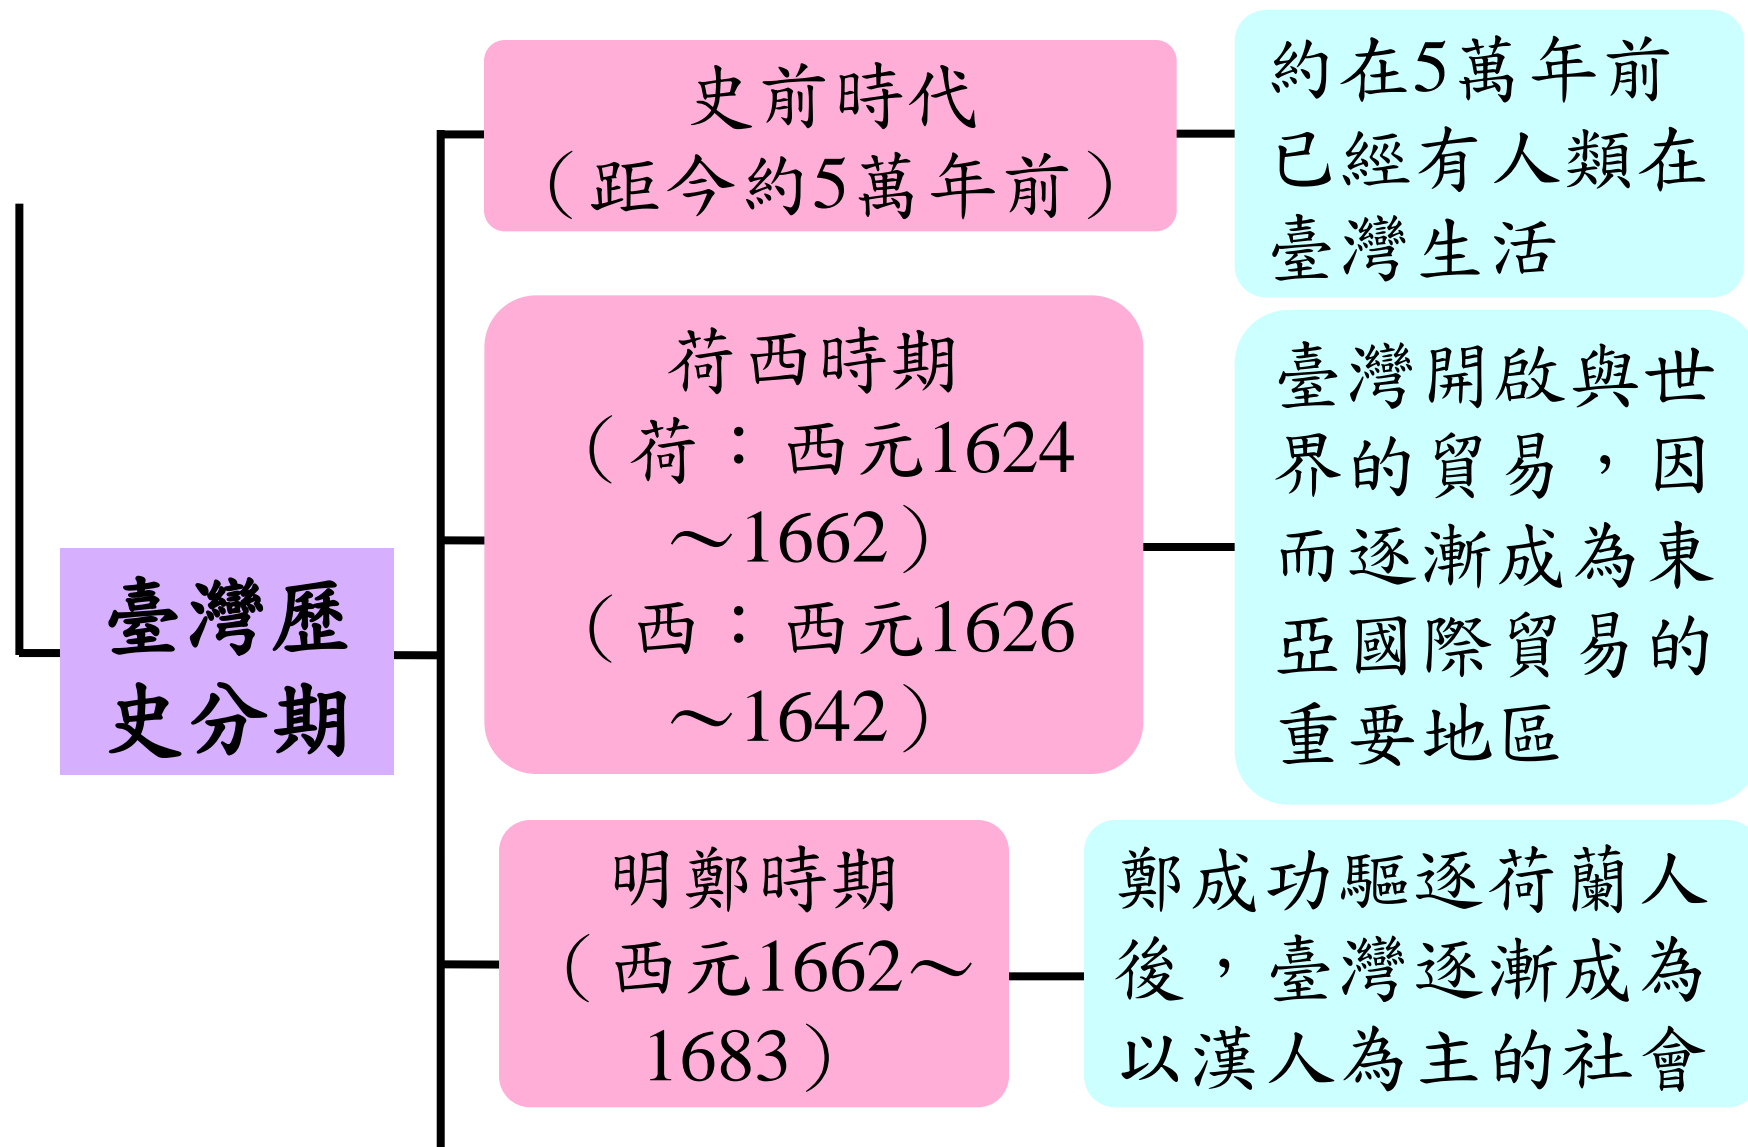 史前時代
（距今約5萬年前）
約在5萬年前
已經有人類在
臺灣生活
荷西時期
（荷：西元1624
～1662）
（西：西元1626
～1642）
臺灣開啟與世
界的貿易，因
而逐漸成為東
亞國際貿易的
重要地區
臺灣歷
史分期
明鄭時期
（西元1662～
1683）
鄭成功驅逐荷蘭人
後，臺灣逐漸成為
以漢人為主的社會